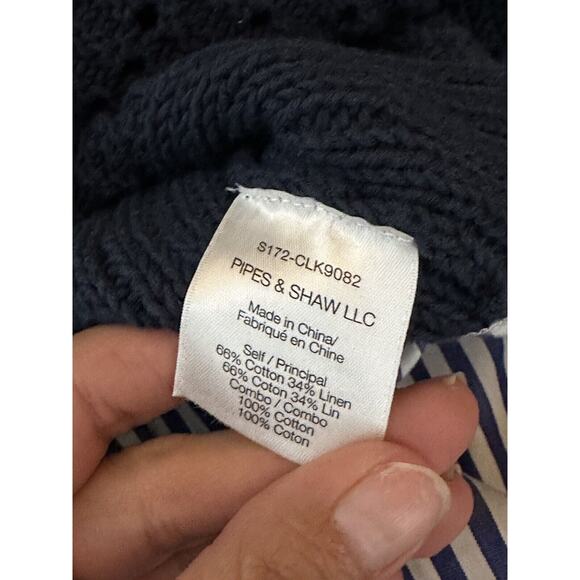 S172-CLK9082
PIPES & SHAW LLC
Made in China/
Fabriqué en Chine
Self / Principal
66% Cotton 34% Linen
66% Coton 34% Lin
Combo / Combo
100% Cotton
100% Coton